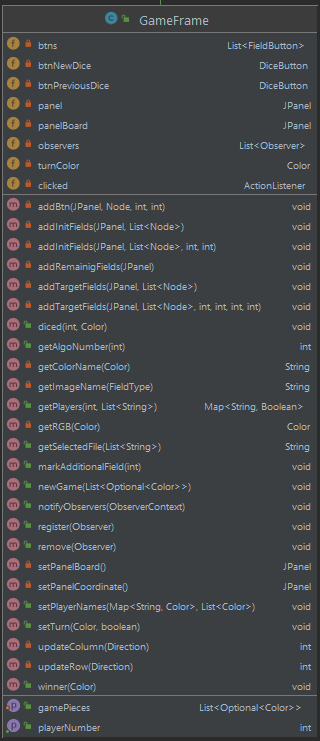 GameFrame
btns List<FieldButton>
btnNewDice DiceButton
btnPreviousDice DiceButton
panel JPanel
panelBoard JPanel
observers List<Observer>
turnColor Color
clicked ActionListener
addBtn(JPanel, Node, int, int) void
addInitFields(JPanel, List<Node>) void
addInitFields(JPanel, List<Node>, int, int) void
addRemainigFields(JPanel) void
addTargetFields(JPanel, List<Node>) void
addTargetFields(JPanel, List<Node>, int, int, int, int) void
diced(int, Color) void
getAlgoNumber(int) int
getColorName(Color) String
getImageName(FieldType) String
getPlayers(int, List<String>) Map<String, Boolean>
getRGB(Color) Color
getSelectedFile(List<String>) String
markAdditionalField(int) void
newGame(List<Optional<Color>>) void
notifyObservers(ObserverContext) void
register(Observer) void
remove(Observer) void
setPanelBoard() JPanel
setPanelCoordinate() JPanel
setPlayerNames(Map<String, Color>, List<Color>) void
setTurn(Color, boolean) void
updateColumn(Direction) int
updateRow(Direction) int
winner(Color) void
gamePieces List<Optional<Color>>
playerNumber int